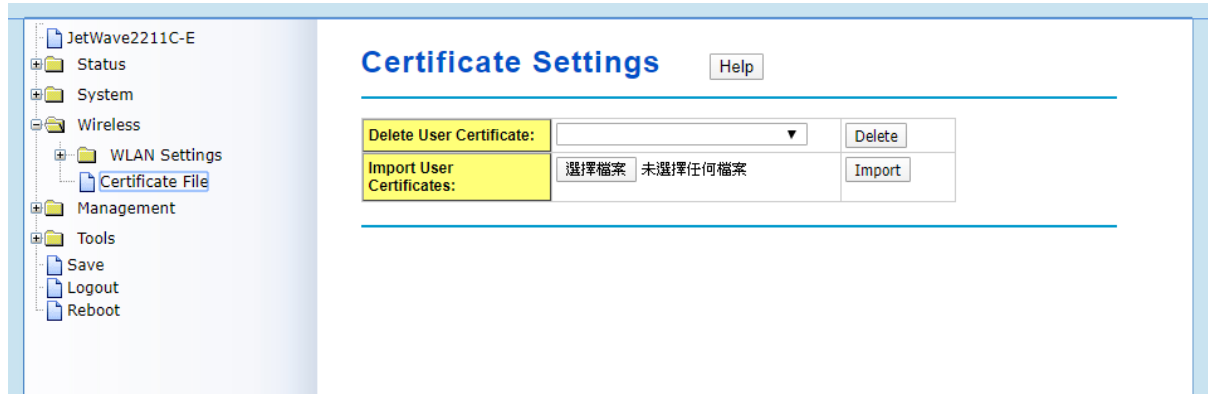 JetWave2211C-E
Status
System
Wireless
WLAN Settings
Certificate File
Management
Tools
Save
Logout
Reboot
Certificate Settings
Help
Delete User Certificate:
Delete
Import User
Certificates:
選擇檔案 未選擇任何檔案
Import